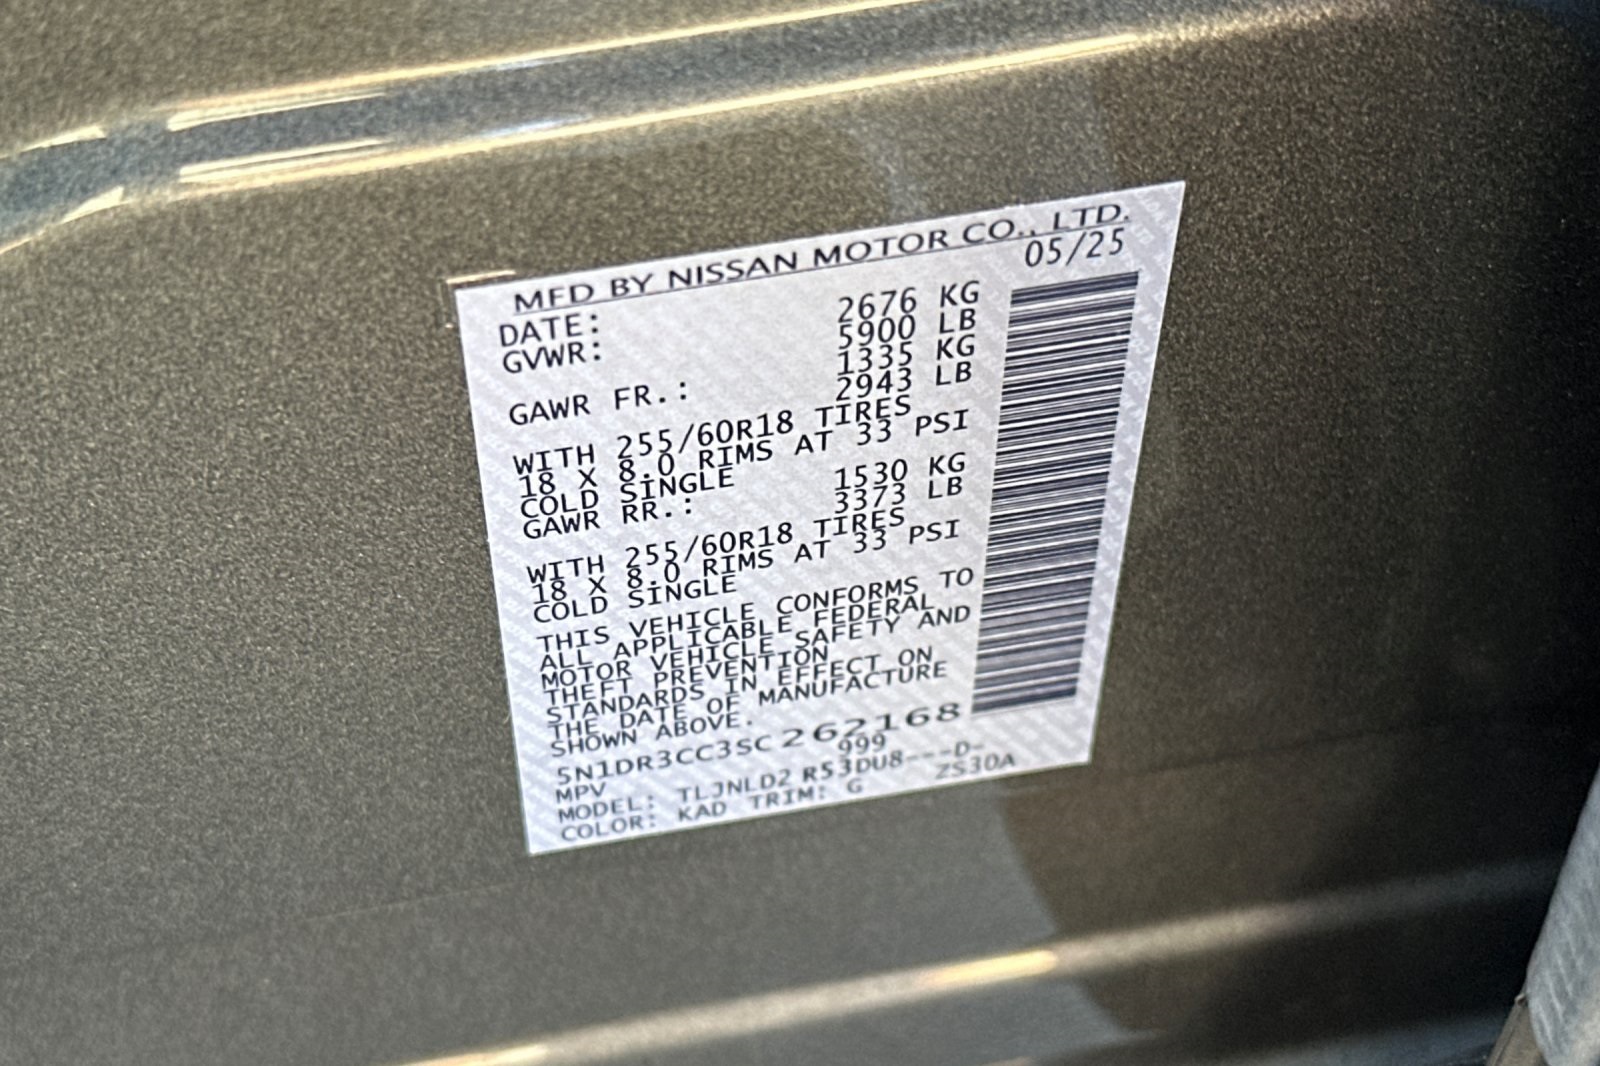 MFD BY NISSAN MOTOR CO., LTD.
DATE: 05/25
GVWR: 2676 KG
5900 LB
GAWR FR.: 1335 KG
2943 LB
WITH 255/60R18 TIRES
18 X 8.0 RIMS AT 33 PSI
COLD SINGLE
GAWR RR.: 1530 KG
3373 LB
WITH 255/60R18 TIRES
18 X 8.0 RIMS AT 33 PSI
COLD SINGLE
THIS VEHICLE CONFORMS TO
ALL APPLICABLE FEDERAL
MOTOR VEHICLE SAFETY AND
THEFT PREVENTION
STANDARDS IN EFFECT ON
THE DATE OF MANUFACTURE
SHOWN ABOVE.
5N1DR3CC3SC262168
MPV 999
MODEL: TLJNLD2 R53DU8---D-
COLOR: KAD TRIM: G ZS30A